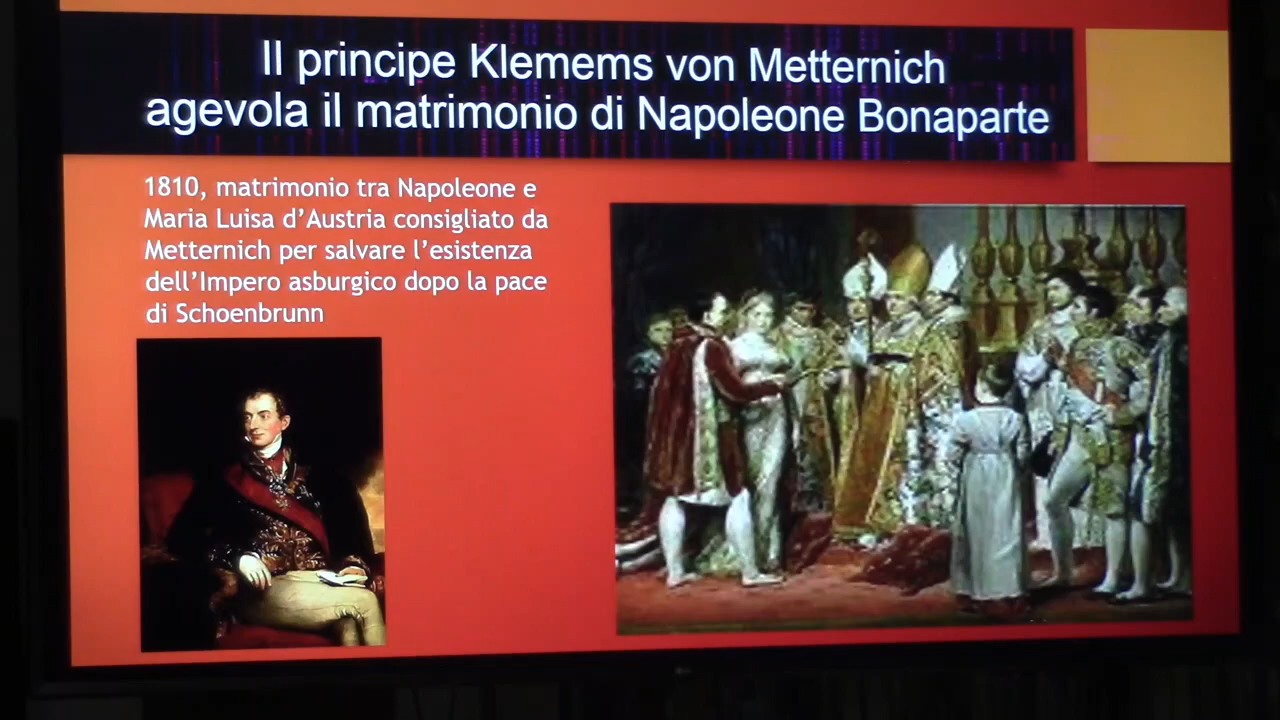 Il principe Klemems von Metternich
agevola il matrimonio di Napoleone Bonaparte
1810, matrimonio tra Napoleone e
Maria Luisa d’Austria consigliato da
Metternich per salvare l’esistenza
dell’Impero asburgico dopo la pace
di Schoenbrunn